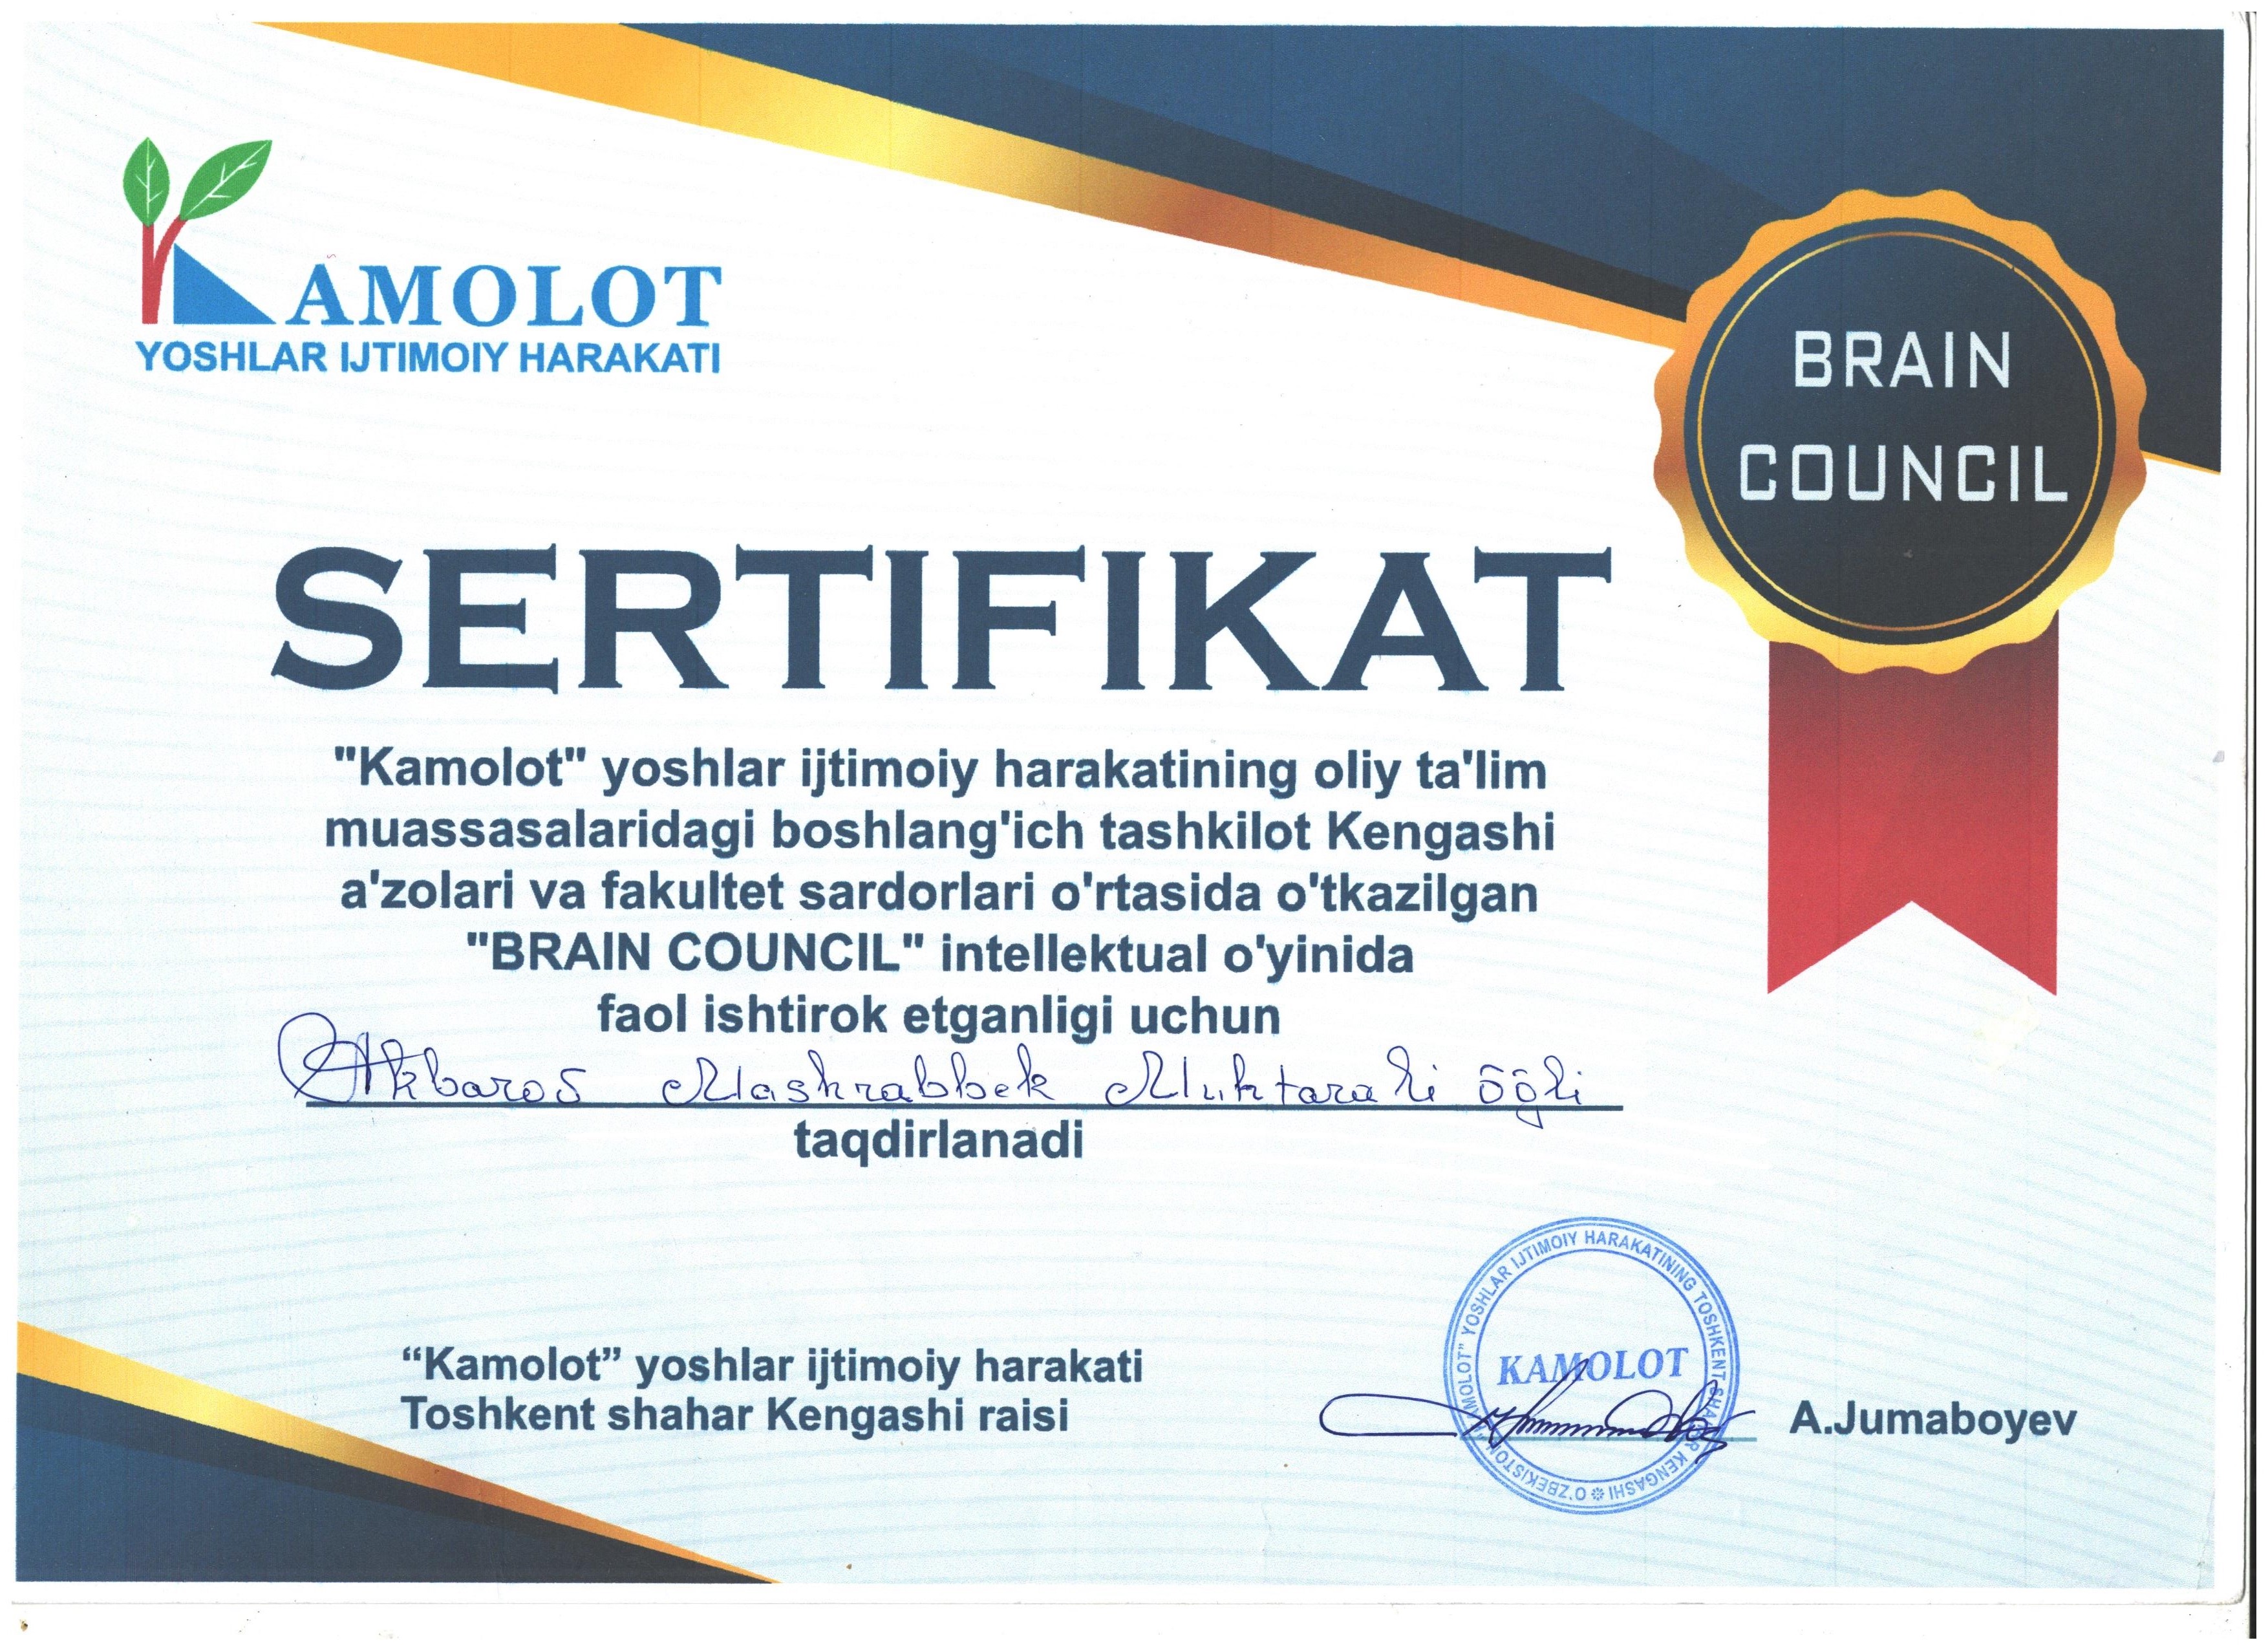 KAMOLOT
YOSHLAR IJTIMOIY HARAKATI
BRAIN
COUNCIL
SERTIFIKAT
"Kamolot" yoshlar ijtimoiy harakatining oliy ta'lim
muassasalaridagi boshlang'ich tashkilot Kengashi
a'zolari va fakultet sardorlari o'rtasida o'tkazilgan
"BRAIN COUNCIL" intellektual o'yinida
faol ishtirok etganligi uchun
Akbarov Mashrabbek Muhtarali õg̃li
taqdirlanadi
“Kamolot” yoshlar ijtimoiy harakati
Toshkent shahar Kengashi raisi
O'ZBEKISTON "KAMOLOT" YOSHLAR IJTIMOIY HARAKATINING TOSHKENT SHAHAR KENGASHI
KAMOLOT
A.Jumaboyev